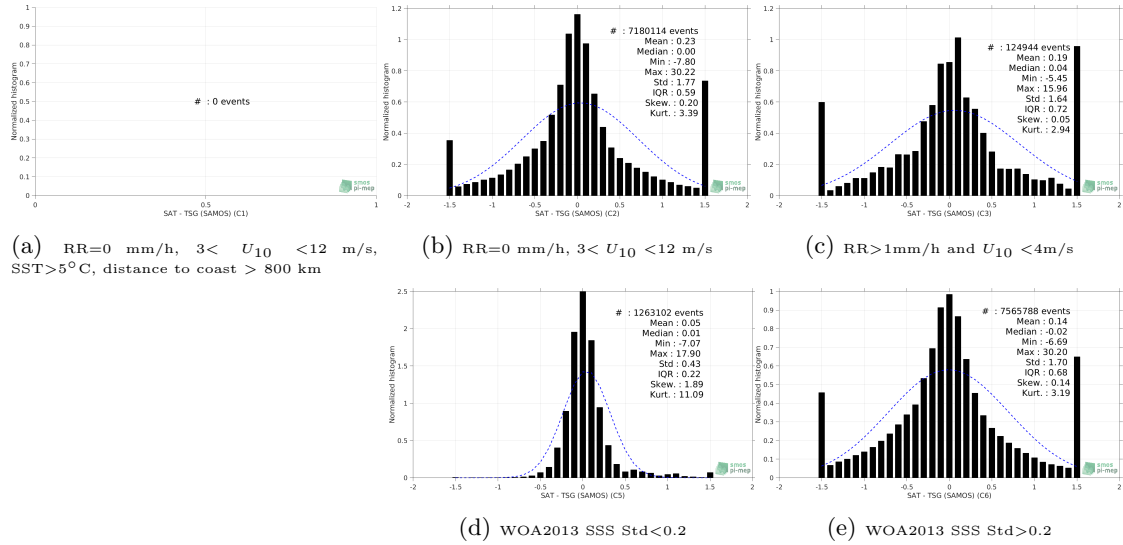 1
0.9
0.8
0.7
0.6
0.5
0.4
0.3
0.2
0.1
0
Normalized histogram
# : 0 events
smos
pi-mep
0 0.5 1
SAT - TSG (SAMOS) (C1)
(a) RR=0 mm/h, 3< U10 <12 m/s,
SST>5°C, distance to coast > 800 km
1.2
1
0.8
0.6
0.4
0.2
0
Normalized histogram
# : 7180114 events
Mean : 0.23
Median : 0.00
Min : -7.80
Max : 30.22
Std : 1.77
IQR : 0.59
Skew. : 0.20
Kurt. : 3.39
smos
pi-mep
-2 -1.5 -1 -0.5 0 0.5 1 1.5 2
SAT - TSG (SAMOS) (C2)
(b) RR=0 mm/h, 3< U10 <12 m/s
1.2
1
0.8
0.6
0.4
0.2
0
Normalized histogram
# : 124944 events
Mean : 0.19
Median : 0.04
Min : -5.45
Max : 15.96
Std : 1.64
IQR : 0.72
Skew. : 0.05
Kurt. : 2.94
smos
pi-mep
-2 -1.5 -1 -0.5 0 0.5 1 1.5 2
SAT - TSG (SAMOS) (C3)
(c) RR>1mm/h and U10 <4m/s
2.5
2
1.5
1
0.5
0
Normalized histogram
# : 1263102 events
Mean : 0.05
Median : 0.01
Min : -7.07
Max : 17.90
Std : 0.43
IQR : 0.22
Skew. : 1.89
Kurt. : 11.09
smos
pi-mep
-2 -1.5 -1 -0.5 0 0.5 1 1.5 2
SAT - TSG (SAMOS) (C5)
(d) WOA2013 SSS Std<0.2
1
0.9
0.8
0.7
0.6
0.5
0.4
0.3
0.2
0.1
0
Normalized histogram
# : 7565788 events
Mean : 0.14
Median : -0.02
Min : -6.69
Max : 30.20
Std : 1.70
IQR : 0.68
Skew. : 0.14
Kurt. : 3.19
smos
pi-mep
-2 -1.5 -1 -0.5 0 0.5 1 1.5 2
SAT - TSG (SAMOS) (C6)
(e) WOA2013 SSS Std>0.2